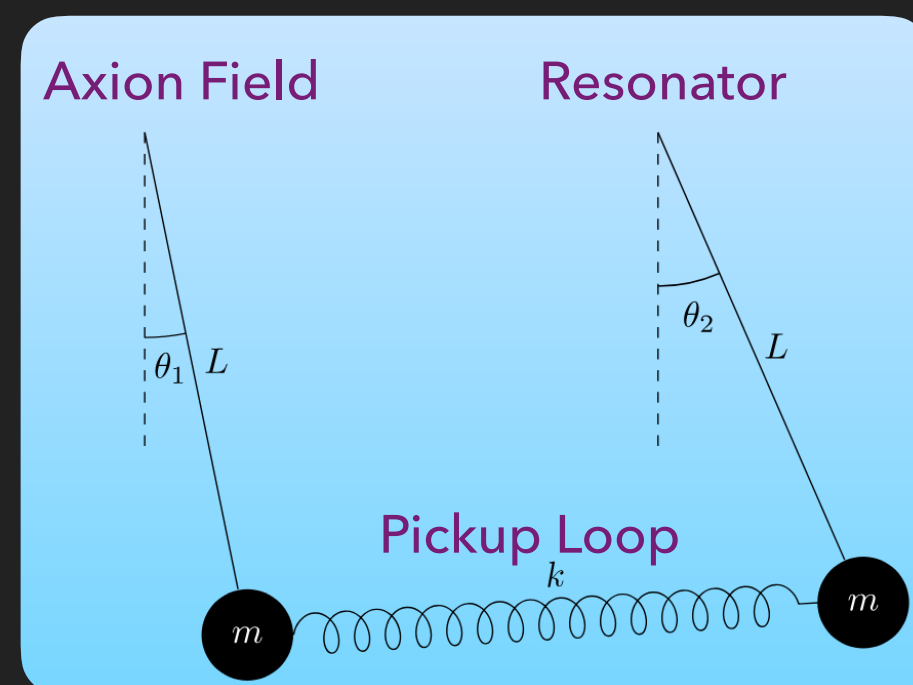 Axion Field
Resonator
θ₁
L
θ₂
L
Pickup Loop
k
m
m